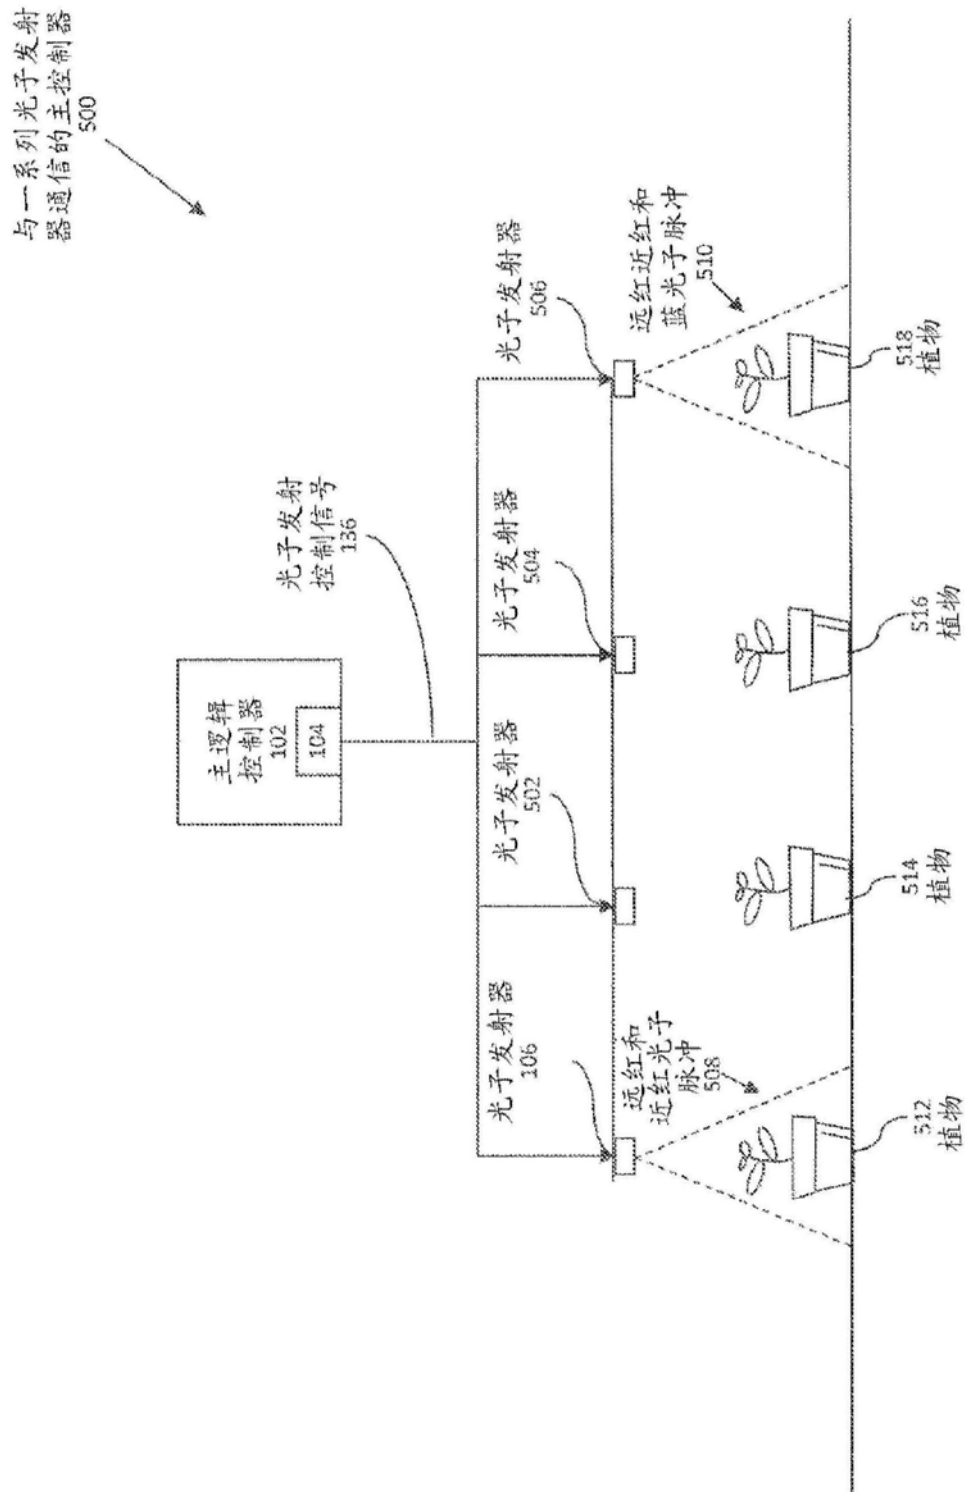 与一系列光子发射
器通信的主控制器
500
主逻辑
控制器
102
104
光子发射
控制信号
136
光子发射器
106
光子发射器
502
光子发射器
504
光子发射器
506
远红和
近红光子
脉冲
508
远红近红和
蓝光子脉冲
510
512
植物
514
植物
516
植物
518
植物